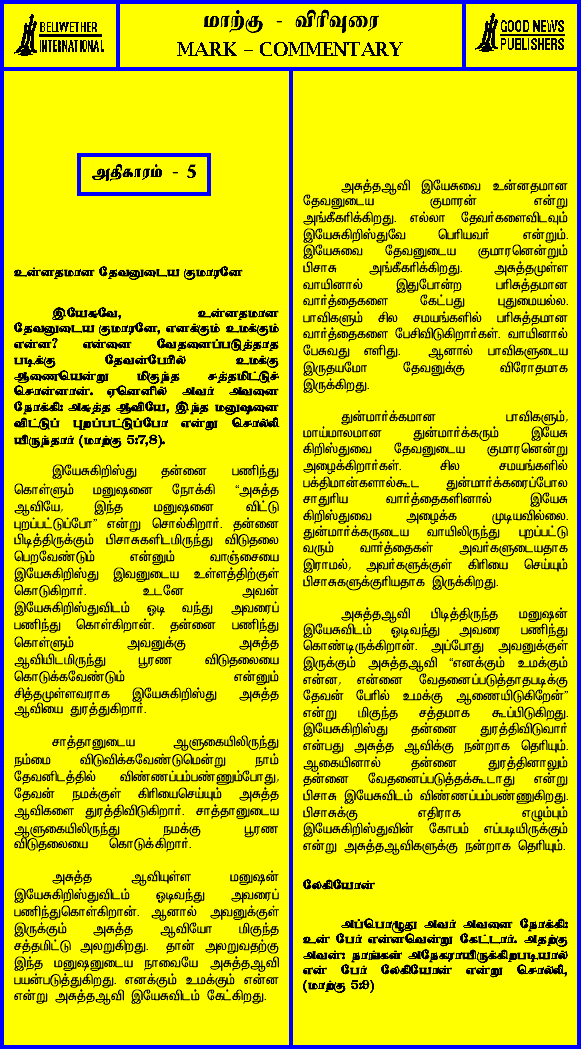 BELLWETHER
INTERNATIONAL
மாற்கு - விரிவுரை
MARK – COMMENTARY
GOOD NEWS
PUBLISHERS
அதிகாரம் - 5
உன்னதமான தேவனுடைய குமாரனே
இயேசுவே, உன்னதமான
தேவனுடைய குமாரனே, எனக்கும் உமக்கும்
என்ன? என்னை வேதனைப்படுத்தாத
படிக்கு தேவன்பேரில் உமக்கு
ஆணையென்று மிகுந்த சத்தமிட்டுச்
சொன்னான். ஏனெனில் அவர் அவனை
நோக்கி: அசுத்த ஆவியே, இந்த மனுஷனை
விட்டுப் புறப்பட்டுப்போ என்று சொல்லி
யிருந்தார் (மாற்கு 5:7,8).
இயேசுகிறிஸ்து தன்னை பணிந்து
கொள்ளும் மனுஷனை நோக்கி “அசுத்த
ஆவியே, இந்த மனுஷனை விட்டு
புறப்பட்டுப்போ” என்று சொல்கிறார். தன்னை
பிடித்திருக்கும் பிசாசுகளிடமிருந்து விடுதலை
பெறவேண்டும் என்னும் வாஞ்சையை
இயேசுகிறிஸ்து இவனுடைய உள்ளத்திற்குள்
கொடுகிறார். உடனே அவன்
இயேசுகிறிஸ்துவிடம் ஓடி வந்து அவரைப்
பணிந்து கொள்கிறான். தன்னை பணிந்து
கொள்ளும் அவனுக்கு அசுத்த
ஆவியிடமிருந்து பூரண விடுதலையை
கொடுக்கவேண்டும் என்னும்
சித்தமுள்ளவராக இயேசுகிறிஸ்து அசுத்த
ஆவியை துரத்துகிறார்.
சாத்தானுடைய ஆளுகையிலிருந்து
நம்மை விடுவிக்கவேண்டுமென்று நாம்
தேவனிடத்தில் விண்ணப்பம்பண்ணும்போது,
தேவன் நமக்குள் கிரியைசெய்யும் அசுத்த
ஆவிகளை துரத்திவிடுகிறார். சாத்தானுடைய
ஆளுகையிலிருந்து நமக்கு பூரண
விடுதலையை கொடுக்கிறார்.
அசுத்த ஆவியுள்ள மனுஷன்
இயேசுகிறிஸ்துவிடம் ஓடிவந்து அவரைப்
பணிந்துகொள்கிறான். ஆனால் அவனுக்குள்
இருக்கும் அசுத்த ஆவியோ மிகுந்த
சத்தமிட்டு அலறுகிறது. தான் அலறுவதற்கு
இந்த மனுஷனுடைய நாவையே அசுத்தஆவி
பயன்படுத்துகிறது. எனக்கும் உமக்கும் என்ன
என்று அசுத்தஆவி இயேசுவிடம் கேட்கிறது.
அசுத்தஆவி இயேசுவை உன்னதமான
தேவனுடைய குமாரன் என்று
அங்கீகரிக்கிறது. எல்லா தேவர்களைவிடவும்
இயேசுகிறிஸ்துவே பெரியவர் என்றும்.
இயேசுவை தேவனுடைய குமாரனென்றும்
பிசாசு அங்கீகரிக்கிறது. அசுத்தமுள்ள
வாயினால் இதுபோன்ற பரிசுத்தமான
வார்த்தைகளை கேட்பது புதுமையல்ல.
பாவிகளும் சில சமயங்களில் பரிசுத்தமான
வார்த்தைகளை பேசிவிடுகிறார்கள். வாயினால்
பேசுவது எளிது. ஆனால் பாவிகளுடைய
இருதயமோ தேவனுக்கு விரோதமாக
இருக்கிறது.
துன்மார்க்கமான பாவிகளும்,
மாய்மாலமான துன்மார்க்கரும் இயேசு
கிறிஸ்துவை தேவனுடைய குமாரனென்று
அழைக்கிறார்கள். சில சமயங்களில்
பக்திமான்களால்கூட துன்மார்க்கரைப்போல
சாதுரிய வார்த்தைகளினால் இயேசு
கிறிஸ்துவை அழைக்க முடியவில்லை.
துன்மார்க்கருடைய வாயிலிருந்து புறப்பட்டு
வரும் வார்த்தைகள் அவர்களுடையதாக
இராமல், அவர்களுக்குள் கிரியை செய்யும்
பிசாசுகளுக்குரியதாக இருக்கிறது.
அசுத்தஆவி பிடித்திருந்த மனுஷன்
இயேசுவிடம் ஓடிவந்து அவரை பணிந்து
கொண்டிருக்கிறான். அப்போது அவனுக்குள்
இருக்கும் அசுத்தஆவி “எனக்கும் உமக்கும்
என்ன, என்னை வேதனைப்படுத்தாதபடிக்கு
தேவன் பேரில் உமக்கு ஆணையிடுகிறேன்”
என்று மிகுந்த சத்தமாக கூப்பிடுகிறது.
இயேசுகிறிஸ்து தன்னை துரத்திவிடுவார்
என்பது அசுத்த ஆவிக்கு நன்றாக தெரியும்.
ஆகையினால் தன்னை துரத்தினாலும்
தன்னை வேதனைப்படுத்தக்கூடாது என்று
பிசாசு இயேசுவிடம் விண்ணப்பம்பண்ணுகிறது.
பிசாசுக்கு எதிராக எழும்பும்
இயேசுகிறிஸ்துவின் கோபம் எப்படியிருக்கும்
என்று அசுத்தஆவிகளுக்கு நன்றாக தெரியும்.
லேகியோன்
அப்பொழுது அவர் அவனை நோக்கி:
உன் பேர் என்னவென்று கேட்டார். அதற்கு
அவன்: நாங்கள் அநேகராயிருக்கிறபடியால்
என் பேர் லேகியோன் என்று சொல்லி,
(மாற்கு 5:9)